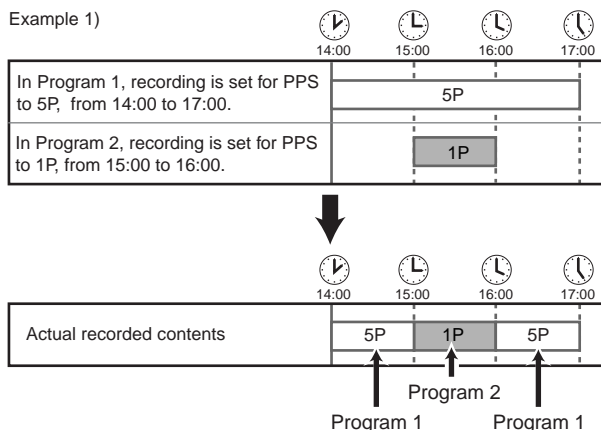 Example 1)
14:00 15:00 16:00 17:00
In Program 1, recording is set for PPS
to 5P, from 14:00 to 17:00.
5P
In Program 2, recording is set for PPS
to 1P, from 15:00 to 16:00.
1P
14:00 15:00 16:00 17:00
Actual recorded contents
5P 1P 5P
Program 2
Program 1 Program 1